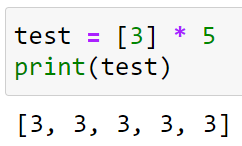 test = [3] * 5
print(test)
[3, 3, 3, 3, 3]